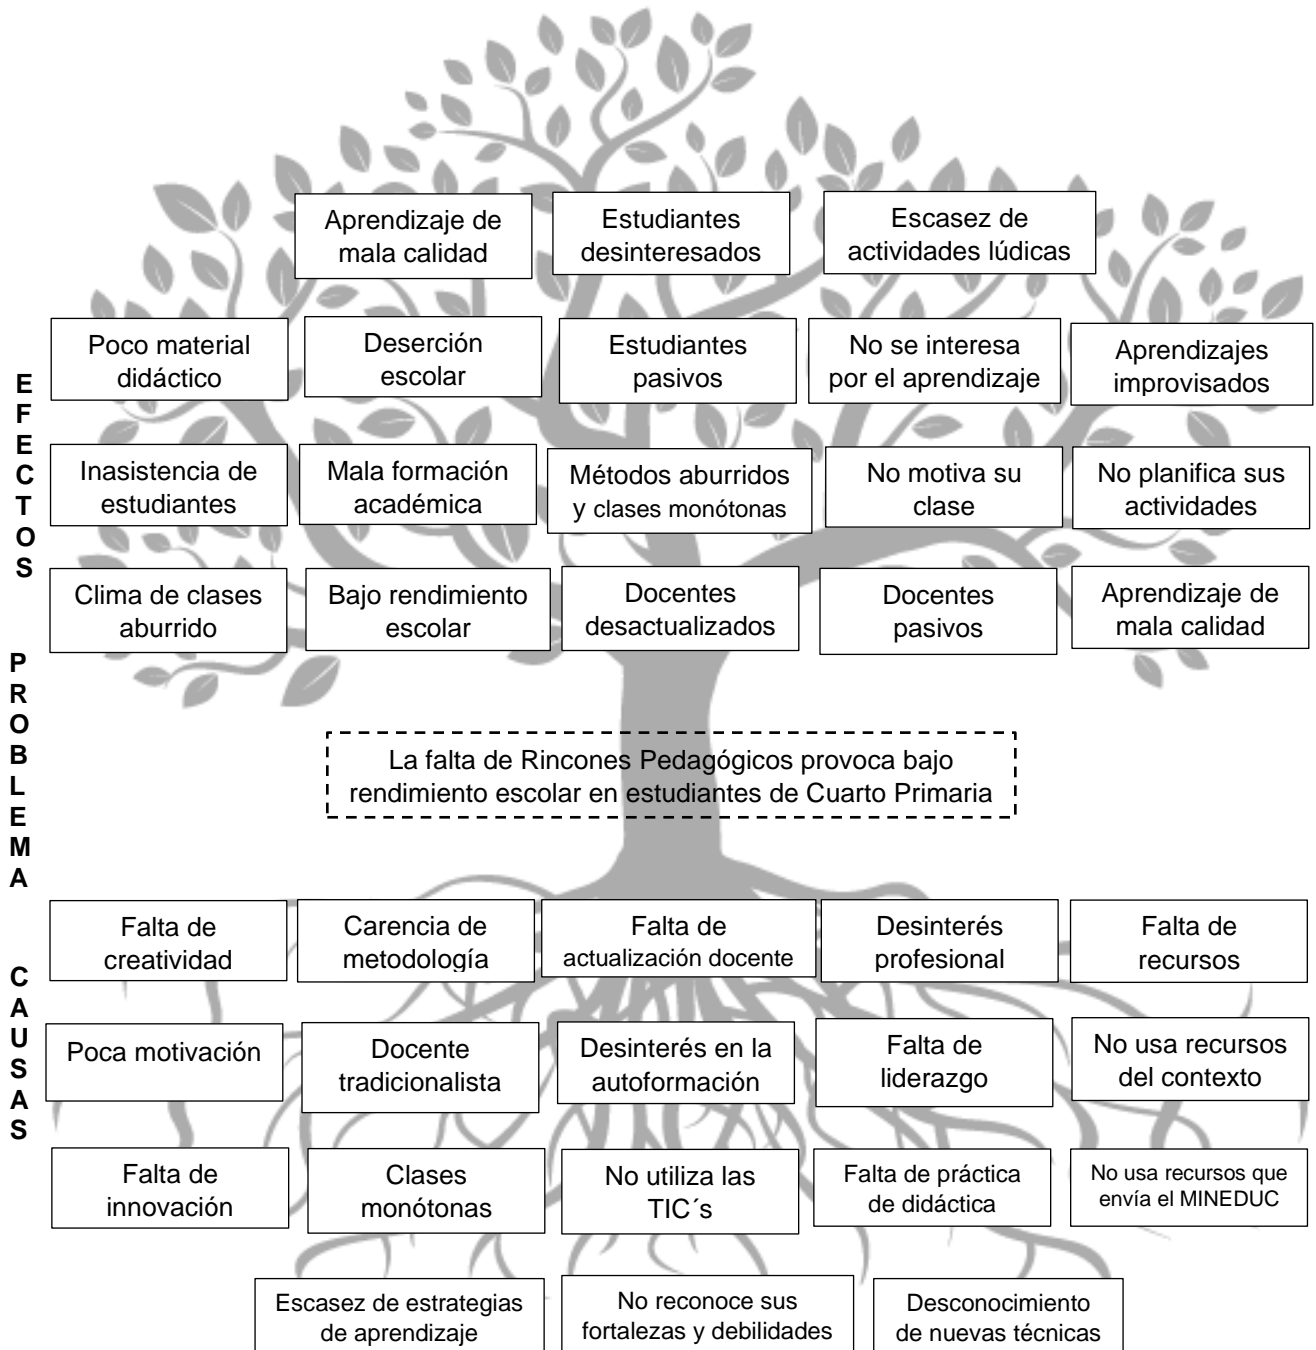 Aprendizaje de
mala calidad
Estudiantes
desinteresados
Escasez de
actividades lúdicas
Poco material
didáctico
Deserción
escolar
Estudiantes
pasivos
No se interesa
por el aprendizaje
Aprendizajes
improvisados
EFECTOS
Inasistencia de
estudiantes
Mala formación
académica
Métodos aburridos
y clases monótonas
No motiva su
clase
No planifica sus
actividades
Clima de clases
aburrido
Bajo rendimiento
escolar
Docentes
desactualizados
Docentes
pasivos
Aprendizaje de
mala calidad
PROBLEMA
La falta de Rincones Pedagógicos provoca bajo
rendimiento escolar en estudiantes de Cuarto Primaria
Falta de
creatividad
Carencia de
metodología
Falta de
actualización docente
Desinterés
profesional
Falta de
recursos
CAUSAS
Poca motivación
Docente
tradicionalista
Desinterés en la
autoformación
Falta de
liderazgo
No usa recursos
del contexto
Falta de
innovación
Clases
monótonas
No utiliza las
TIC´s
Falta de práctica
de didáctica
No usa recursos que
envía el MINEDUC
Escasez de estrategias
de aprendizaje
No reconoce sus
fortalezas y debilidades
Desconocimiento
de nuevas técnicas